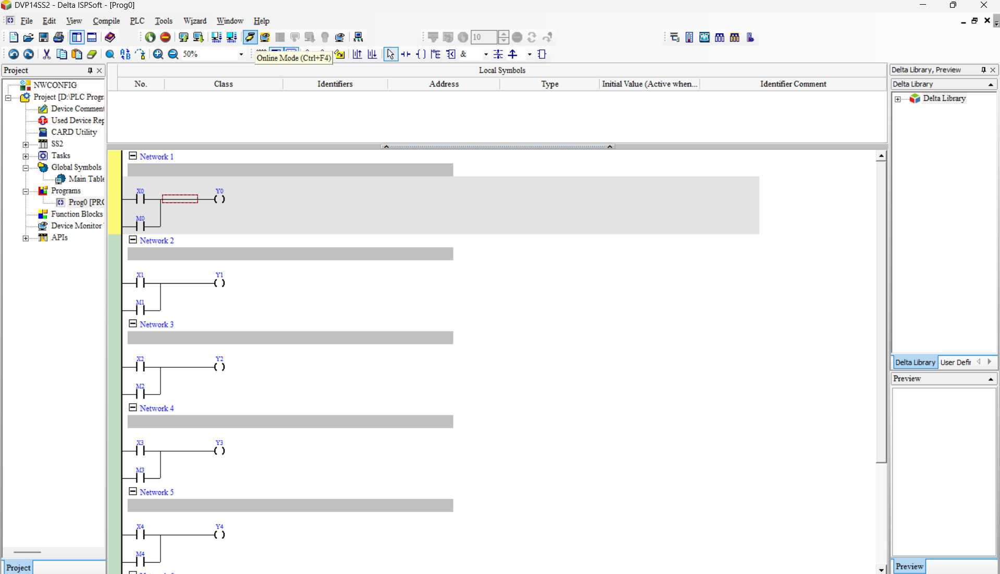 DVP14SS2 - Delta ISPSoft - [Prog0]
File Edit View Compile PLC Tools Wizard Window Help
10
50%
&
Online Mode (Ctrl+F4)
Project
NWCONFIG
Project [D:\PLC Progr
Device Comment
Used Device Rep
CARD Utility
SS2
Tasks
Global Symbols
Main Table
Programs
Prog0 [PRG
Function Blocks
Device Monitor
APIs
Project
Local Symbols
No. Class Identifiers Address Type Initial Value (Active when... Identifier Comment
Network 1
X0 Y0
M0
Network 2
X1 Y1
M1
Network 3
X2 Y2
M2
Network 4
X3 Y3
M3
Network 5
X4 Y4
M4
Delta Library, Preview
Delta Library
Delta Library
Delta Library User Defin
Preview
Preview